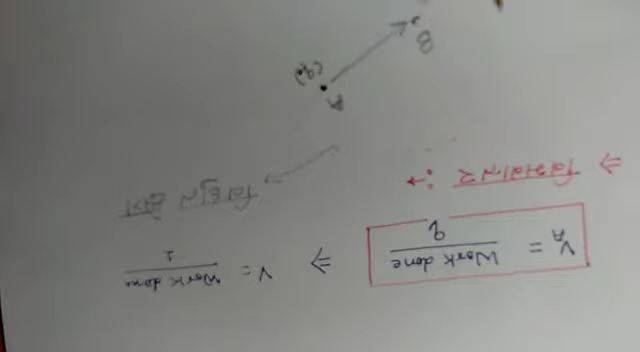 V_A = Work done / q ⇒ V = Work done / 1
⇒ विभवान्तर :→
A
B